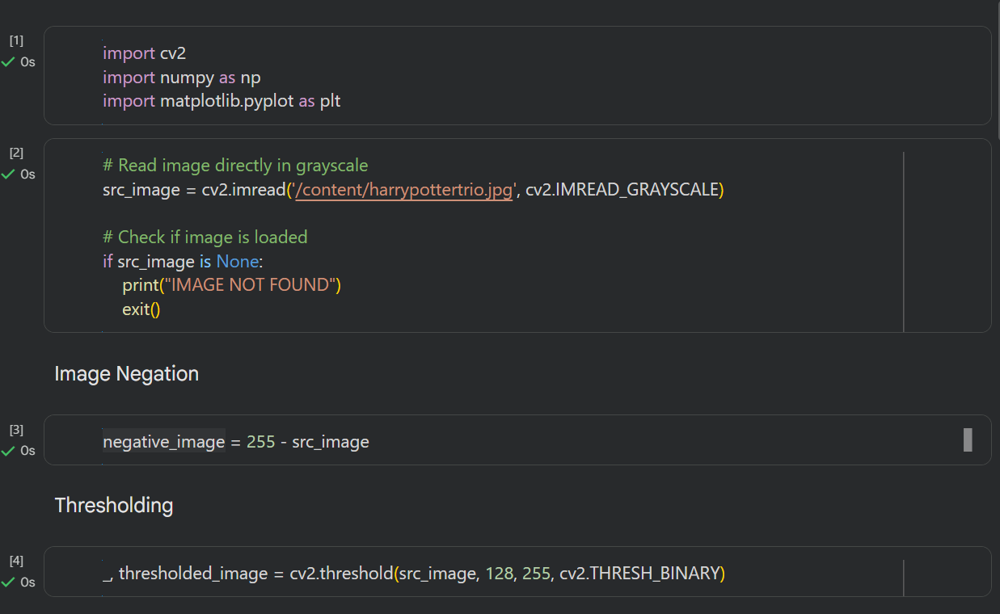 [1]
0s
import cv2
import numpy as np
import matplotlib.pyplot as plt
[2]
0s
# Read image directly in grayscale
src_image = cv2.imread('/content/harrypottertrio.jpg', cv2.IMREAD_GRAYSCALE)
# Check if image is loaded
if src_image is None:
print("IMAGE NOT FOUND")
exit()
Image Negation
[3]
0s
negative_image = 255 - src_image
Thresholding
[4]
0s
_, thresholded_image = cv2.threshold(src_image, 128, 255, cv2.THRESH_BINARY)